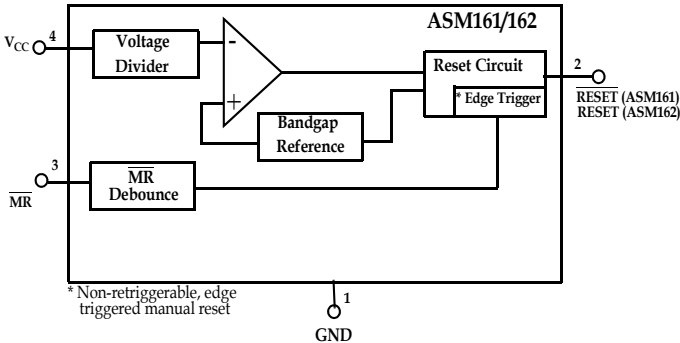 ASM161/162
VCC
4
Voltage
Divider
-
+
Bandgap
Reference
Reset Circuit
* Edge Trigger
2
RESET (ASM161)
RESET (ASM162)
3
MR
MR
Debounce
* Non-retriggerable, edge
triggered manual reset
1
GND